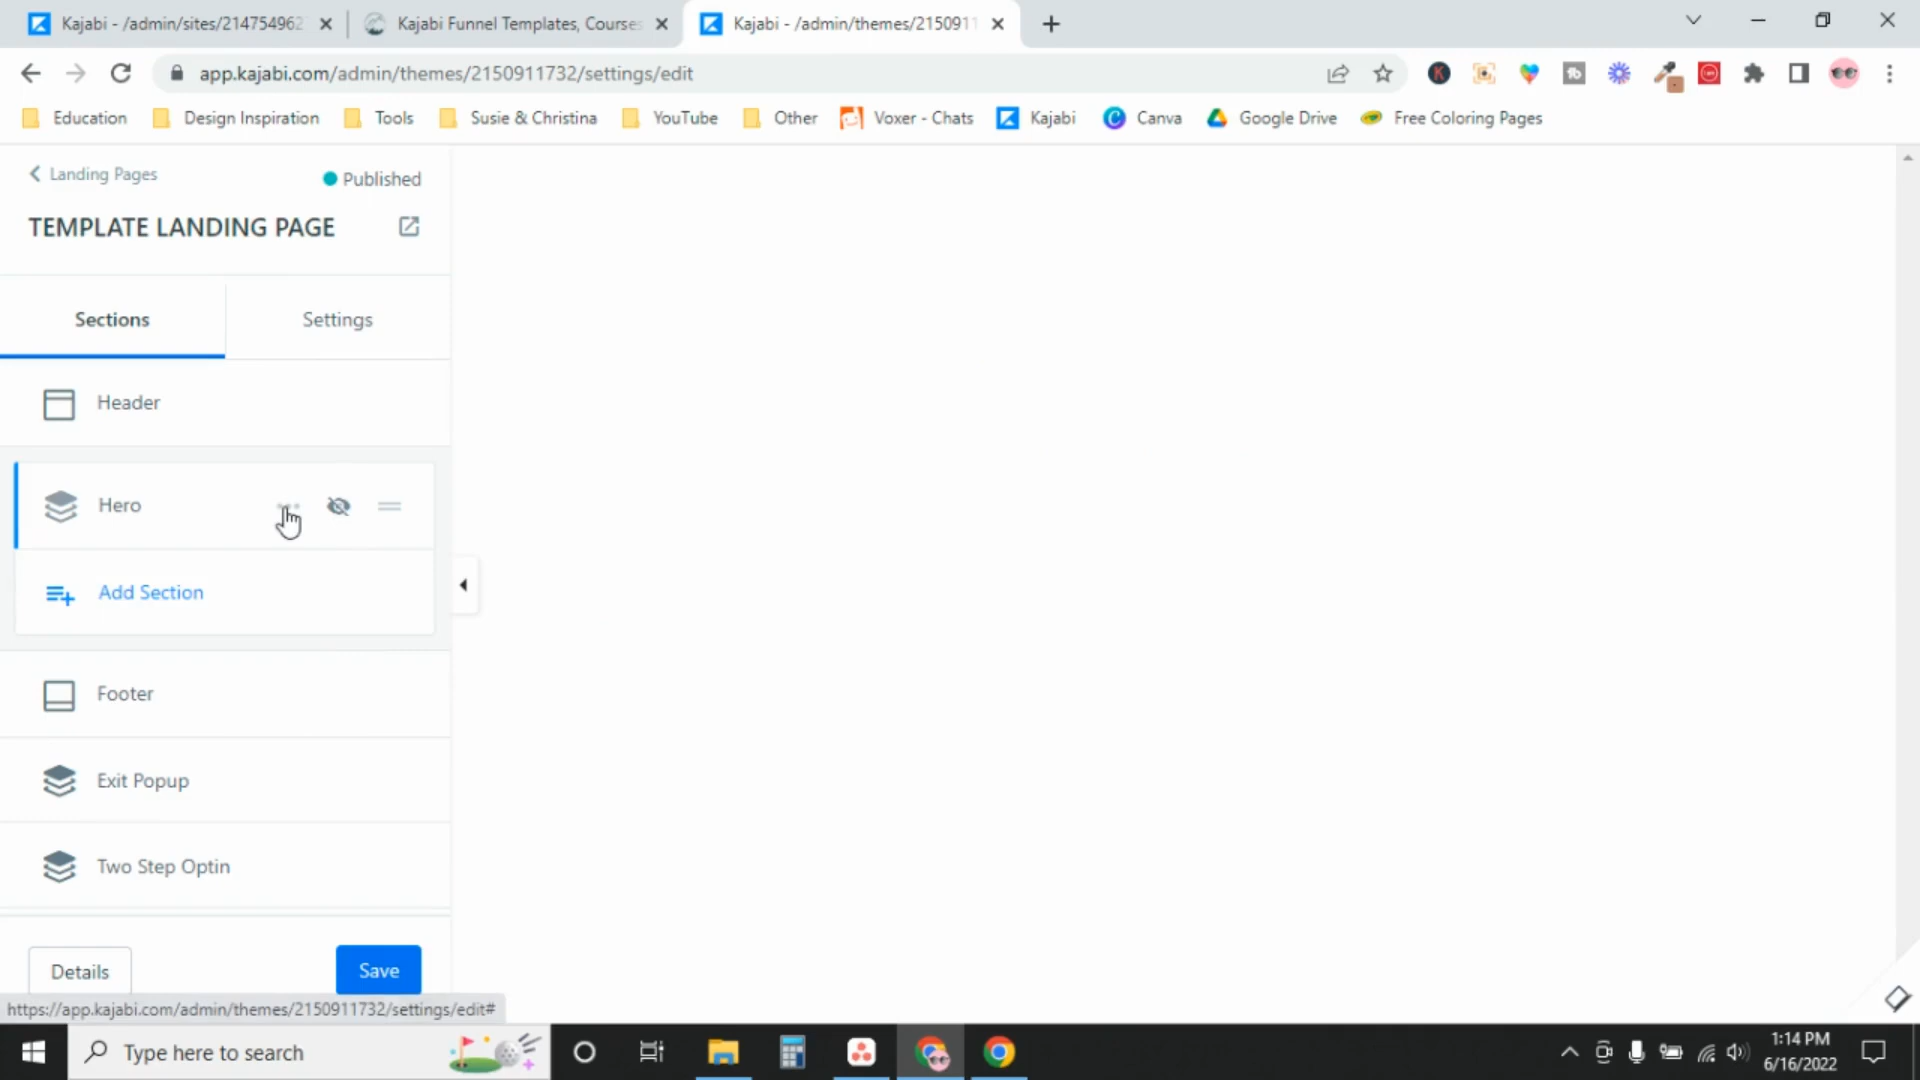 Kajabi - /admin/sites/214754962
Kajabi Funnel Templates, Courses
Kajabi - /admin/themes/2150911
app.kajabi.com/admin/themes/2150911732/settings/edit
Education
Design Inspiration
Tools
Susie & Christina
YouTube
Other
Voxer - Chats
Kajabi
Canva
Google Drive
Free Coloring Pages
Landing Pages
Published
TEMPLATE LANDING PAGE
Sections
Settings
Header
Hero
Add Section
Footer
Exit Popup
Two Step Optin
Details
Save
https://app.kajabi.com/admin/themes/2150911732/settings/edit#
Type here to search
1:14 PM
6/16/2022